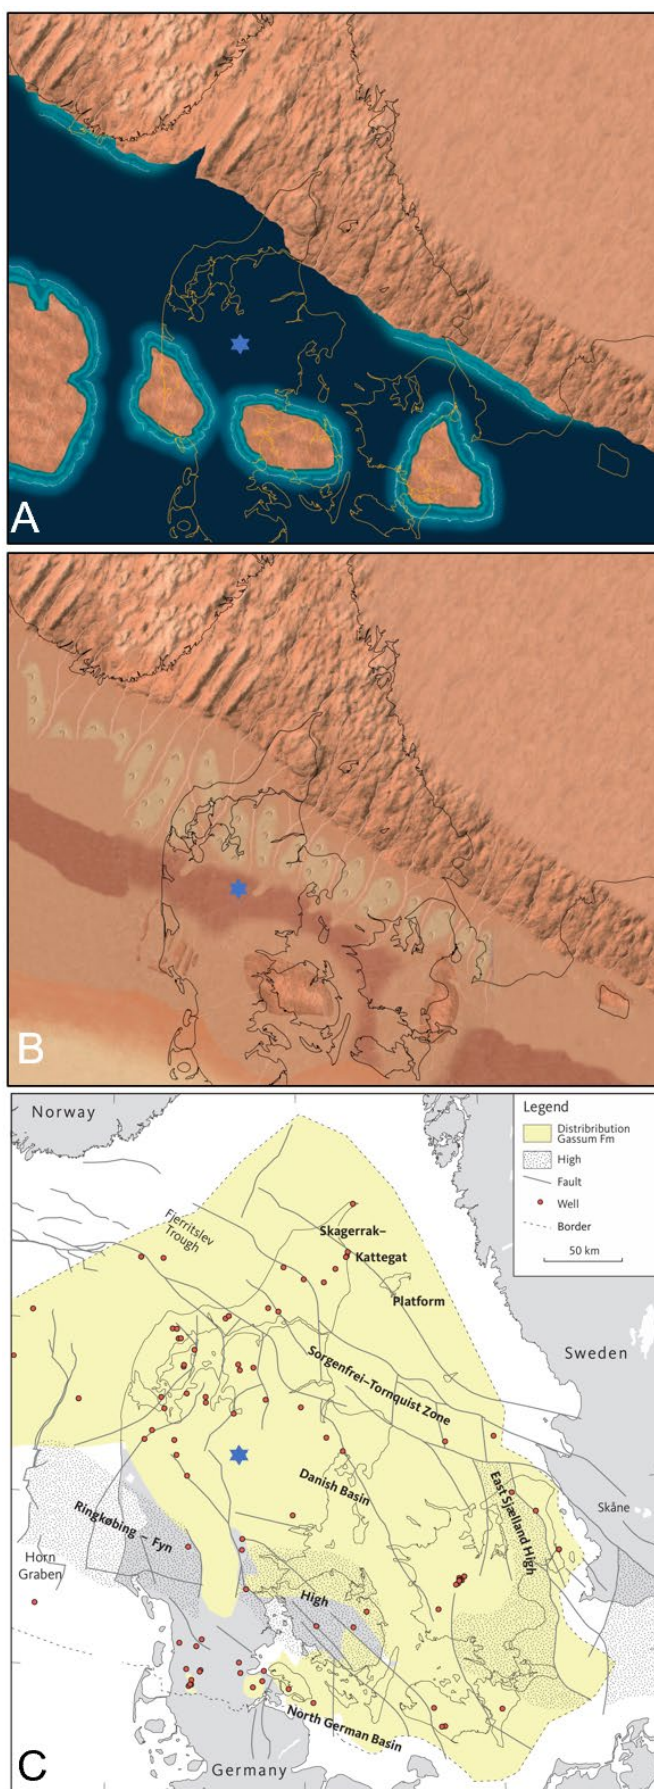 A
B
Norway
Legend
Distribribution
Gassum Fm
High
Fault
Well
Border
50 km
Fjerritslev
Trough
Skagerrak–
Kattegat
Platform
Sweden
Sorgenfrei–Tornquist Zone
Danish Basin
East Sjælland High
Skåne
Ringkøbing – Fyn
Horn
Graben
High
North German Basin
Germany
C